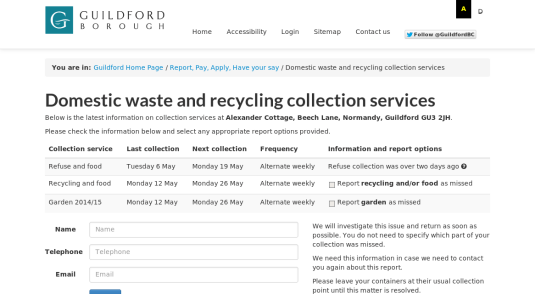 GUILDFORD
BOROUGH
A
Home Accessibility Login Sitemap Contact us
Follow @GuildfordBC
You are in: Guildford Home Page / Report, Pay, Apply, Have your say / Domestic waste and recycling collection services
Domestic waste and recycling collection services
Below is the latest information on collection services at Alexander Cottage, Beech Lane, Normandy, Guildford GU3 2JH.
Please check the information below and select any appropriate report options provided.
Collection service Last collection Next collection Frequency Information and report options
Refuse and food Tuesday 6 May Monday 19 May Alternate weekly Refuse collection was over two days ago ?
Recycling and food Monday 12 May Monday 26 May Alternate weekly Report recycling and/or food as missed
Garden 2014/15 Monday 12 May Monday 26 May Alternate weekly Report garden as missed
Name Name
Telephone Telephone
Email Email
We will investigate this issue and return as soon as
possible. You do not need to specify which part of your
collection was missed.
We need this information in case we need to contact
you again about this report.
Please leave your containers at their usual collection
point until this matter is resolved.